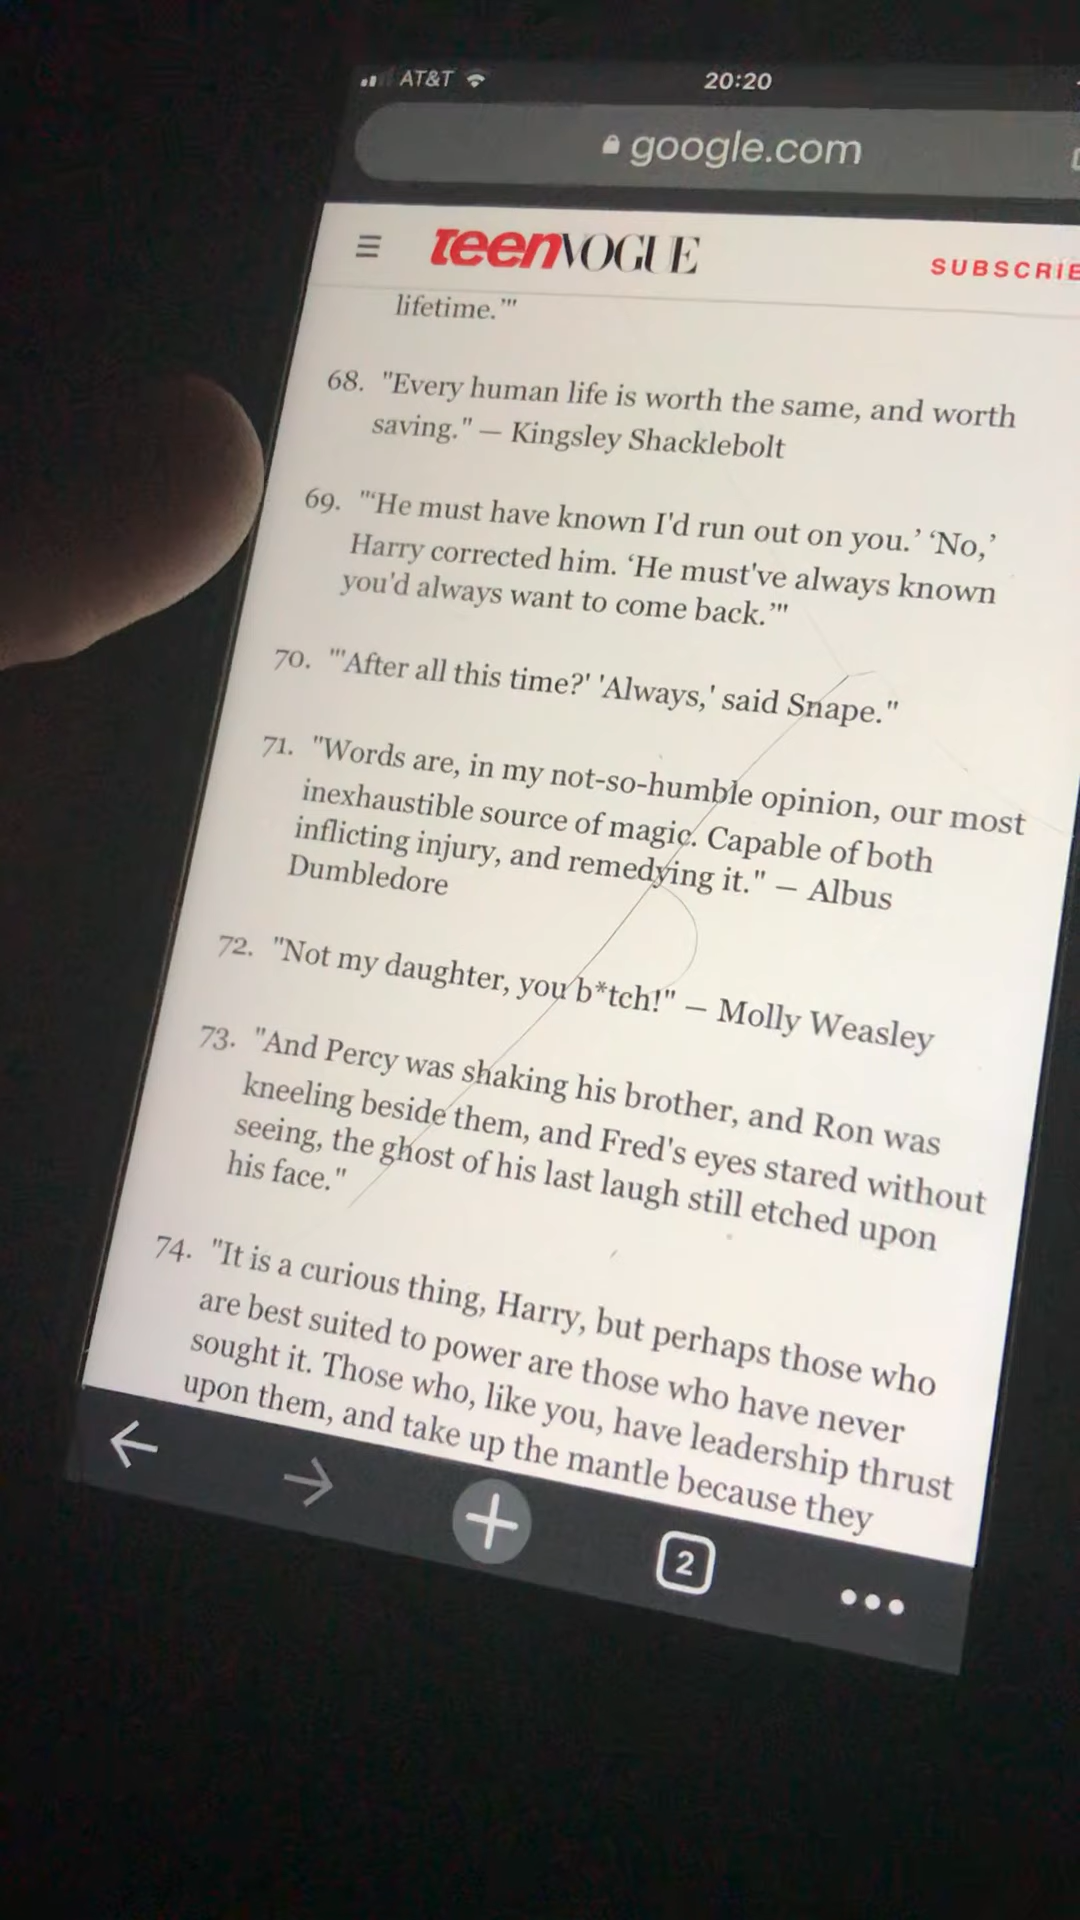 AT&T 20:20
google.com
teen VOGUE SUBSCRIBE
lifetime.'"
68. "Every human life is worth the same, and worth
saving." — Kingsley Shacklebolt
69. "‘He must have known I'd run out on you.’ ‘No,’
Harry corrected him. ‘He must've always known
you'd always want to come back.’"
70. "'After all this time?' 'Always,' said Snape."
71. "Words are, in my not-so-humble opinion, our most
inexhaustible source of magic. Capable of both
inflicting injury, and remedying it." — Albus
Dumbledore
72. "Not my daughter, you b*tch!" — Molly Weasley
73. "And Percy was shaking his brother, and Ron was
kneeling beside them, and Fred's eyes stared without
seeing, the ghost of his last laugh still etched upon
his face."
74. "It is a curious thing, Harry, but perhaps those who
are best suited to power are those who have never
sought it. Those who, like you, have leadership thrust
upon them, and take up the mantle because they
2